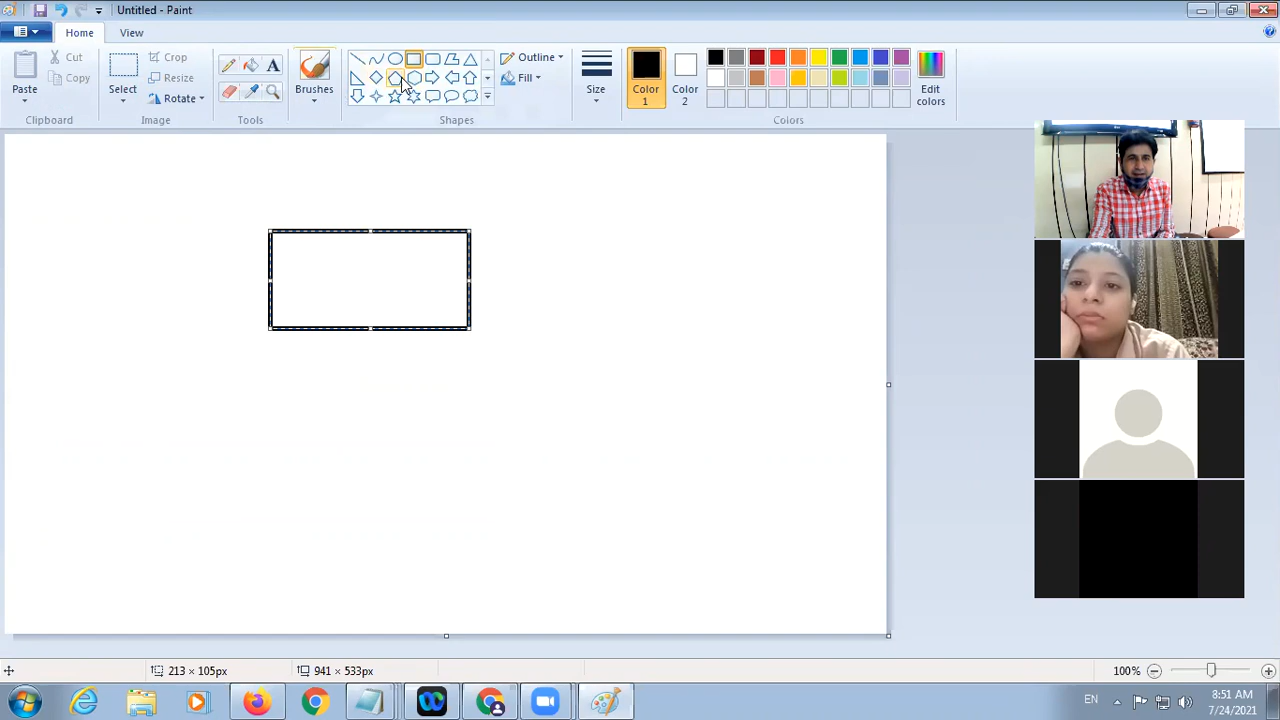 Untitled - Paint
Home
View
Paste
Cut
Copy
Clipboard
Select
Crop
Resize
Rotate
Image
Tools
Brushes
Shapes
Outline
Fill
Size
Color
1
Color
2
Edit
colors
Colors
213 × 105px
941 × 533px
100%
EN
8:51 AM
7/24/2021